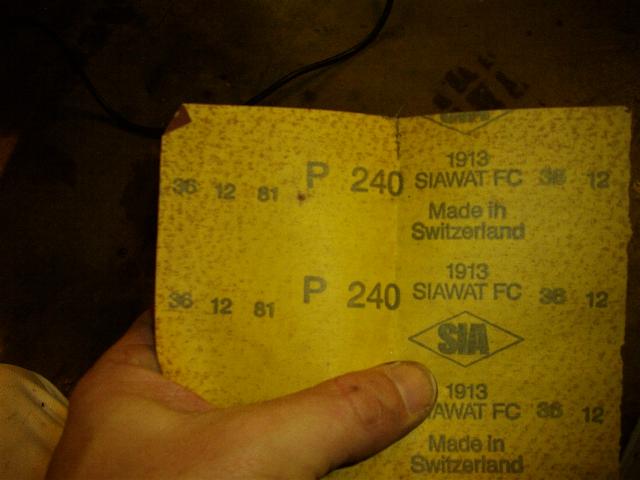 1913
36 12 81 P 240 SIAWAT FC 36 12
Made in
Switzerland
1913
36 12 81 P 240 SIAWAT FC 36 12
SIA
1913
AWAT FC 36 12
Made in
Switzerland